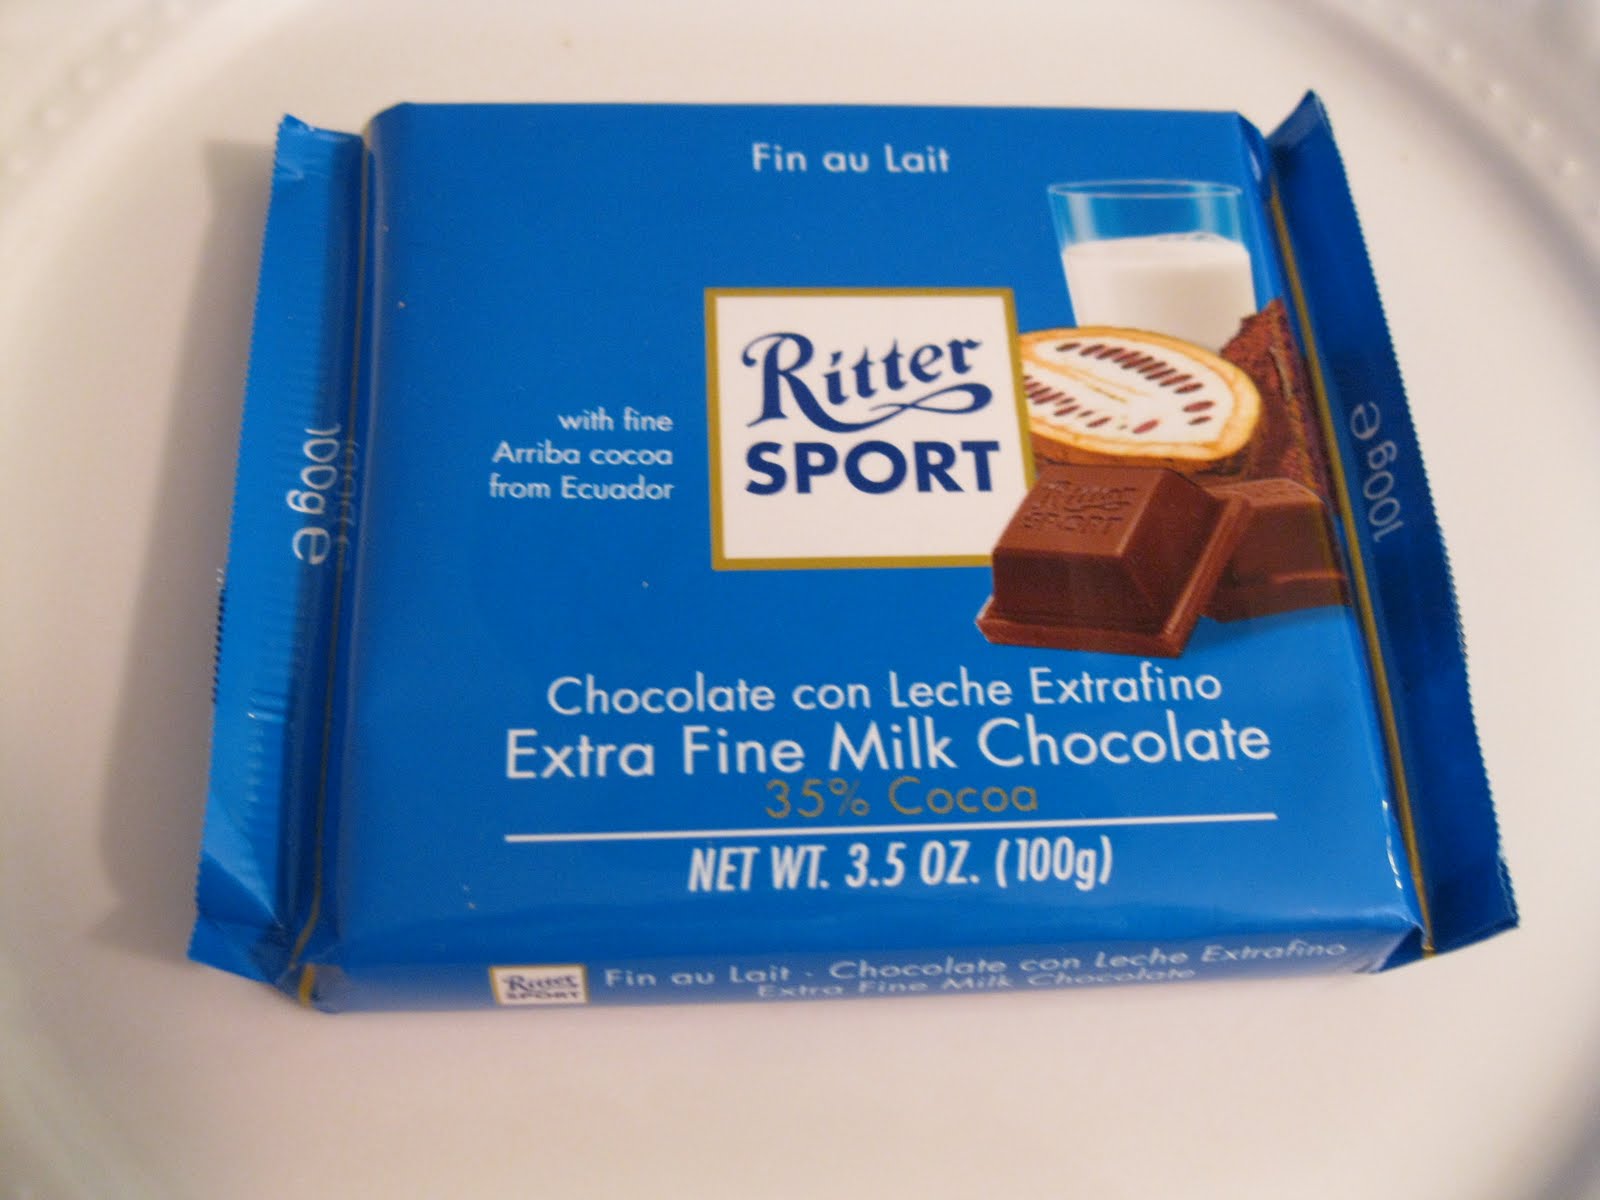 Fin au Lait
with fine
Arriba cocoa
from Ecuador
Ritter
SPORT
Ritter
SPORT
Chocolate con Leche Extrafino
Extra Fine Milk Chocolate
35% Cocoa
NET WT. 3.5 OZ. (100g)
100g e
100g e
Ritter
SPORT
Fin au Lait · Chocolate con Leche Extrafino
Extra Fine Milk Chocolate